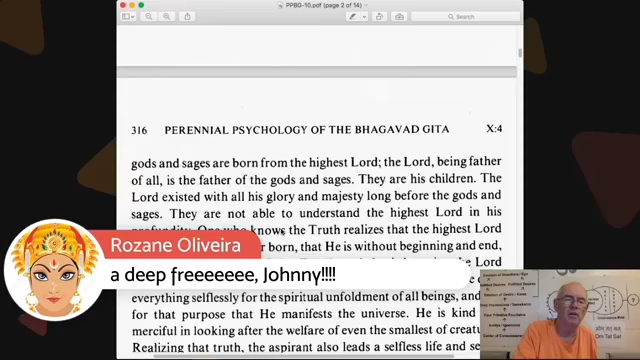 PPBG-10.pdf (page 2 of 14)
Search
316 PERENNIAL PSYCHOLOGY OF THE BHAGAVAD GITA X:4
gods and sages are born from the highest Lord; the Lord, being father
of all, is the father of the gods and sages. They are his children. The
Lord existed with all his glory and majesty long before the gods and
sages. They are not able to understand the highest Lord in his
One who knows the Truth realizes that the highest Lord
born, that He is without beginning and end,
Lord
everything selflessly for the spiritual unfoldment of all beings, and
for that purpose that He manifests the universe. He is kind
merciful in looking after the welfare of even the smallest of
Realizing that truth, the aspirant also leads a selfless life and
Rozane Oliveira
a deep freeeeeee, Johnny!!!!
Om Tat Sat